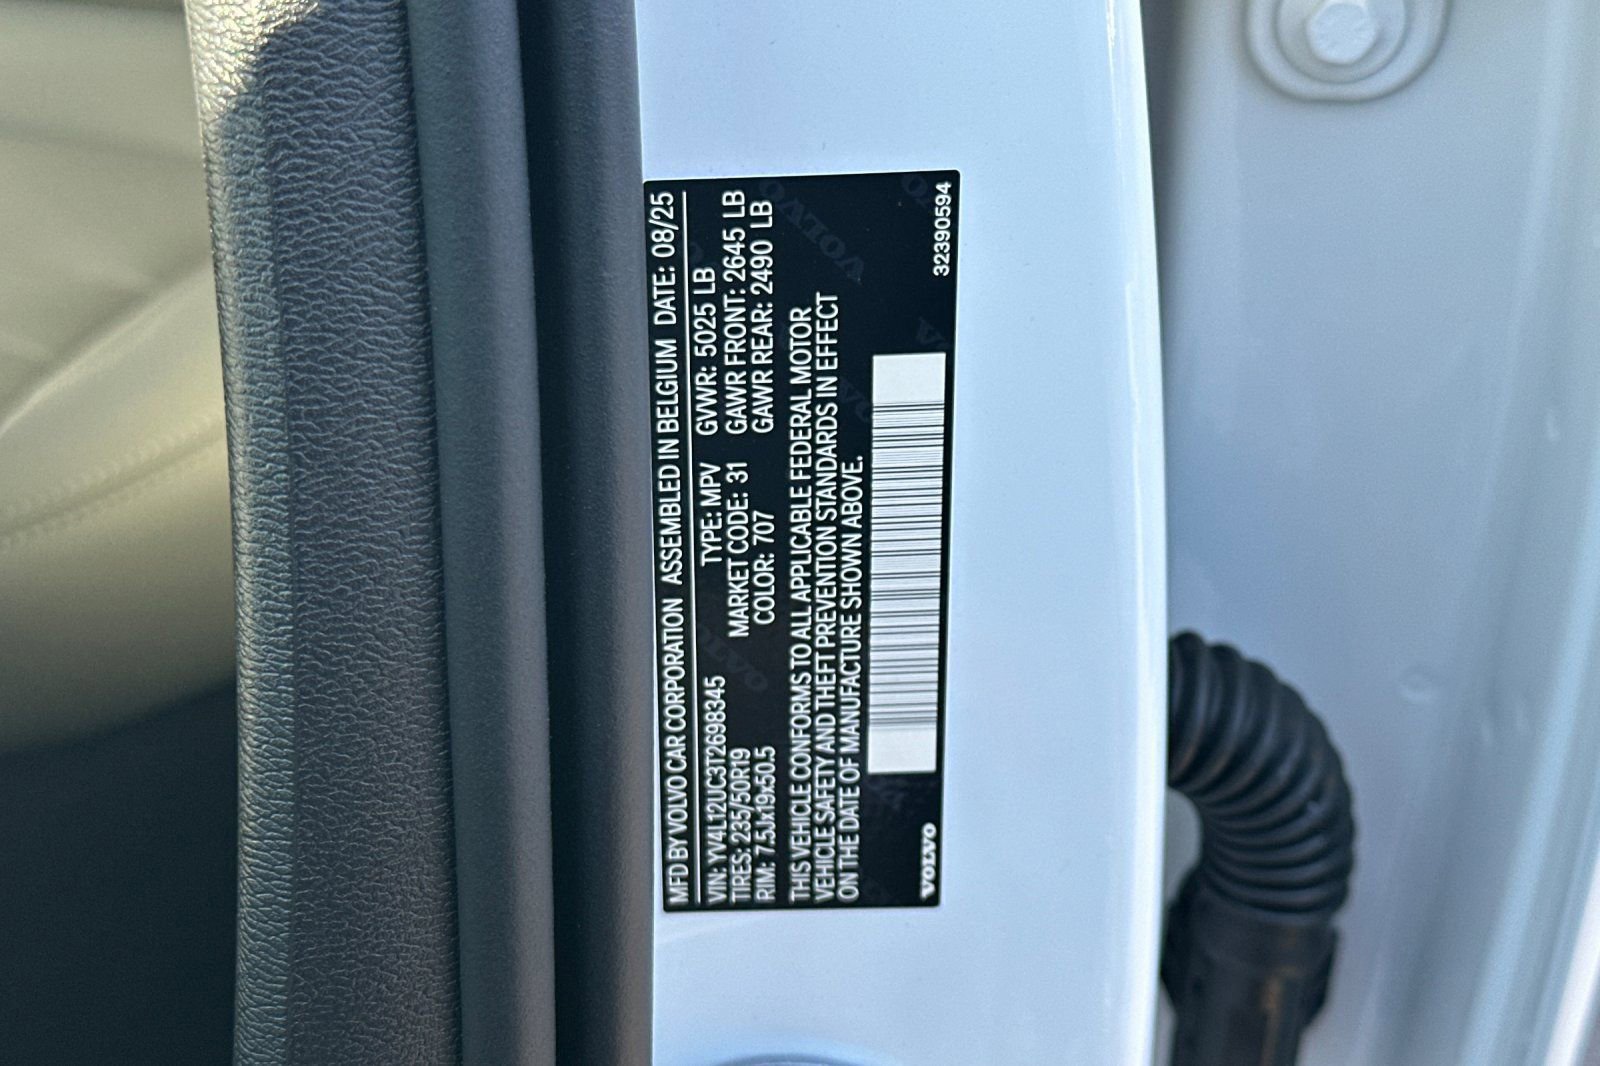 MFD BY VOLVO CAR CORPORATION ASSEMBLED IN BELGIUM DATE: 08/25
VIN: YV4L12UC3T2698345 TYPE: MPV GVWR: 5025 LB
TIRES: 235/50R19 MARKET CODE: 31 GAWR FRONT: 2645 LB
RIM: 7.5Jx19x50.5 COLOR: 707 GAWR REAR: 2490 LB
THIS VEHICLE CONFORMS TO ALL APPLICABLE FEDERAL MOTOR
VEHICLE SAFETY AND THEFT PREVENTION STANDARDS IN EFFECT
ON THE DATE OF MANUFACTURE SHOWN ABOVE.
VOLVO 32390594